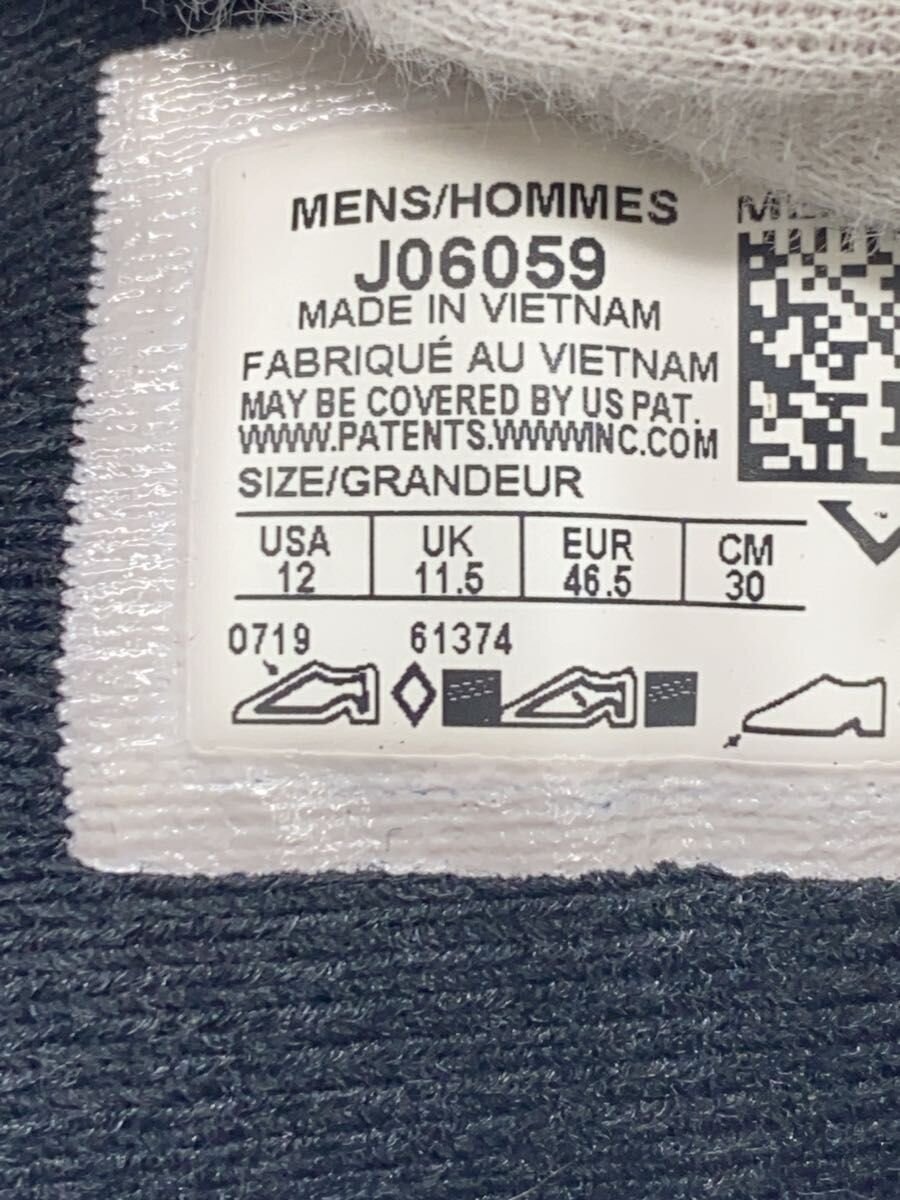 MENS/HOMMES
J06059
MADE IN VIETNAM
FABRIQUÉ AU VIETNAM
MAY BE COVERED BY US PAT.
WWW.PATENTS.WWWINC.COM
SIZE/GRANDEUR
USA UK EUR CM
12 11.5 46.5 30
0719 61374